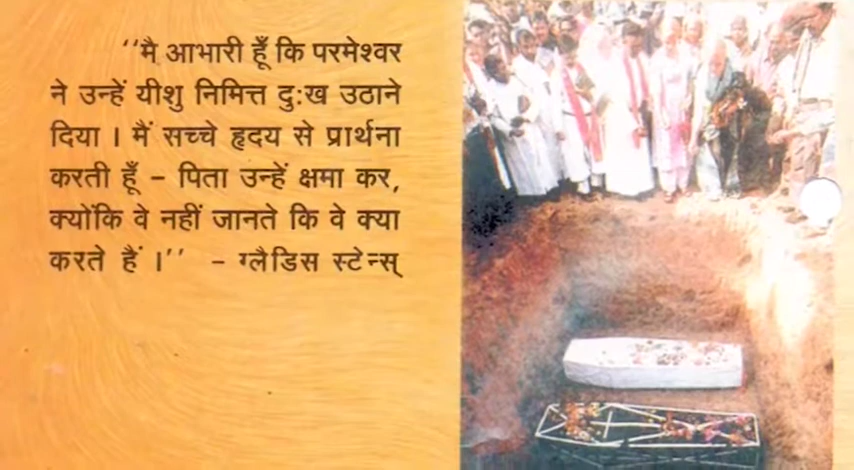 ‘‘मै आभारी हूँ कि परमेश्वर
ने उन्हें यीशु निमित्त दुःख उठाने
दिया । मैं सच्चे हृदय से प्रार्थना
करती हूँ – पिता उन्हें क्षमा कर,
क्योंकि वे नहीं जानते कि वे क्या
करते हैं ।’’ – ग्लैडिस स्टेन्स्